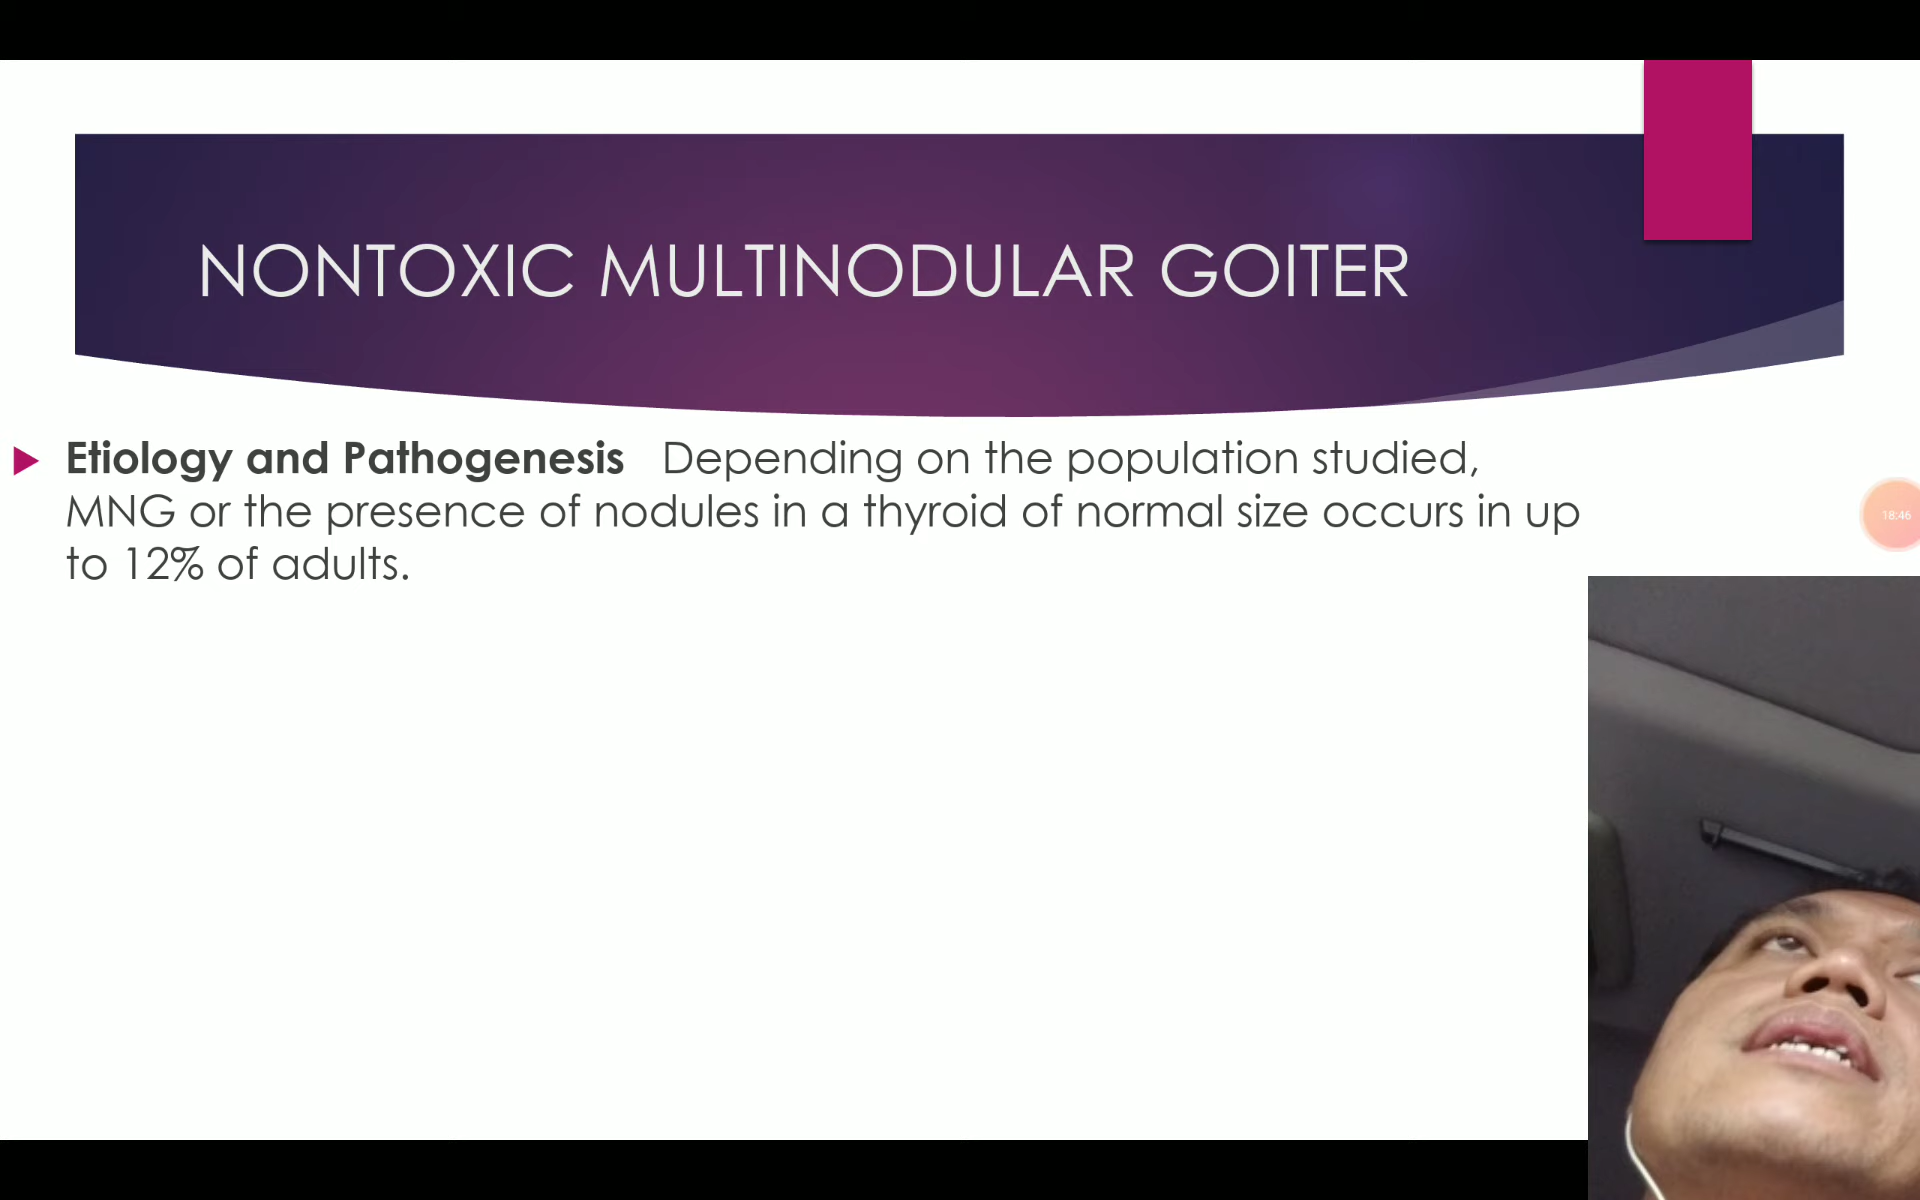 NONTOXIC MULTINODULAR GOITER
Etiology and Pathogenesis Depending on the population studied,
MNG or the presence of nodules in a thyroid of normal size occurs in up
to 12% of adults.
18:46